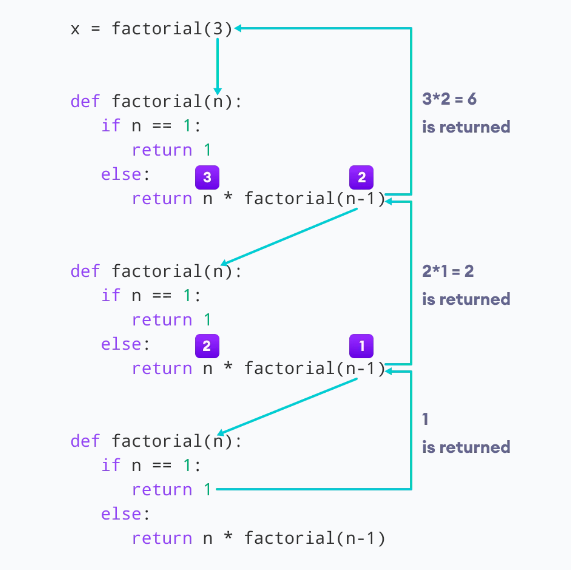 x = factorial(3)
def factorial(n):
if n == 1:
return 1
else:
3 2
return n * factorial(n-1)
3*2 = 6
is returned
def factorial(n):
if n == 1:
return 1
else:
2 1
return n * factorial(n-1)
2*1 = 2
is returned
def factorial(n):
if n == 1:
return 1
else:
return n * factorial(n-1)
1
is returned